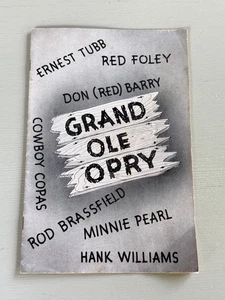 ERNEST TUBB
RED FOLEY
DON (RED) BARRY
GRAND
OLE
OPRY
COWBOY COPAS
ROD BRASSFIELD
MINNIE PEARL
HANK WILLIAMS